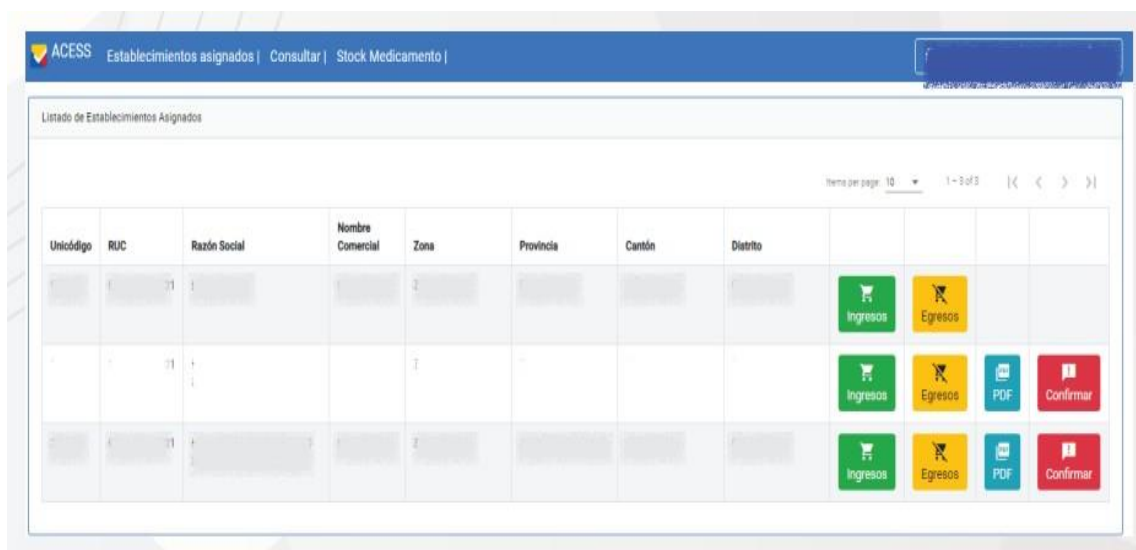 ACESS Establecimientos asignados | Consultar | Stock Medicamento |
Listado de Establecimientos Asignados
Items per page: 10 1 – 3 of 3 |< < > >|
Unicódigo RUC Razón Social Nombre Comercial Zona Provincia Cantón Distrito
Ingresos Egresos
Ingresos Egresos PDF Confirmar
Ingresos Egresos PDF Confirmar